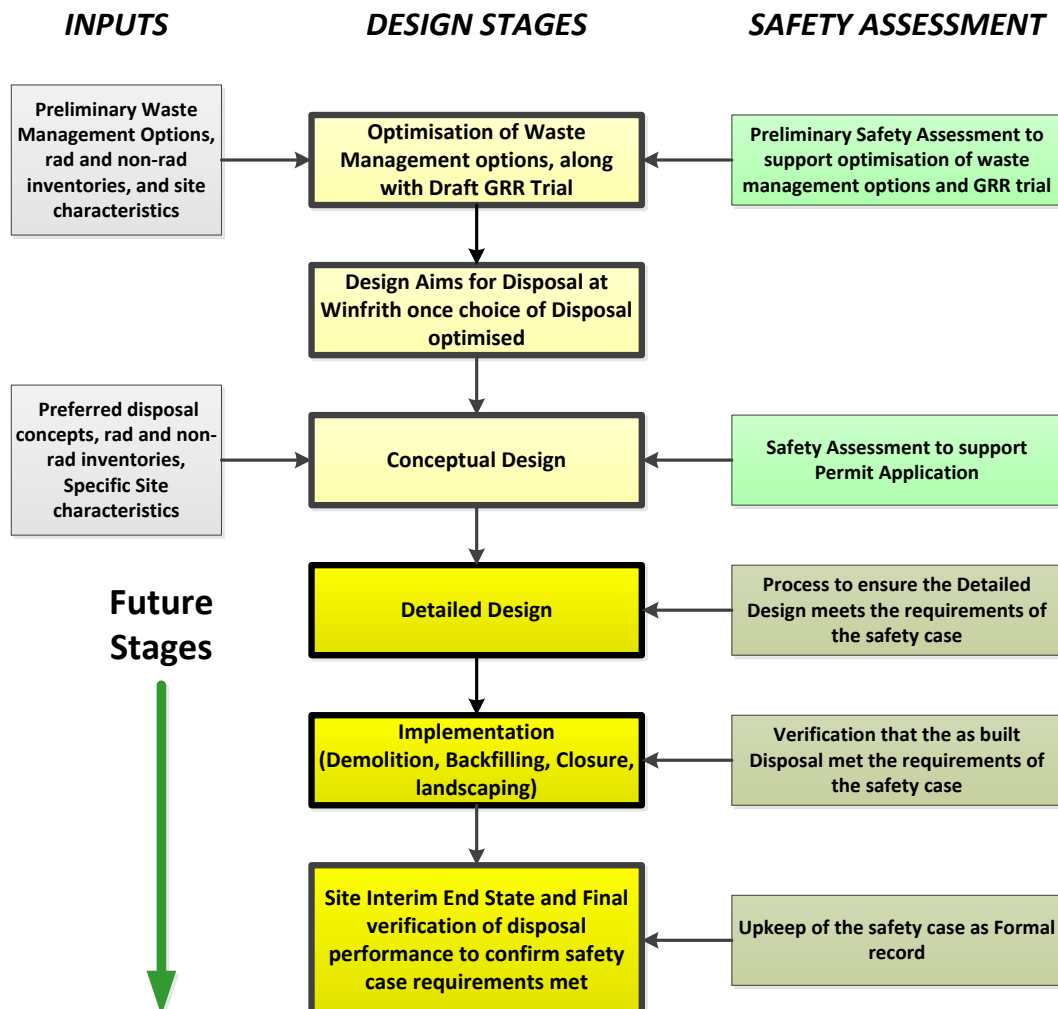 INPUTS
DESIGN STAGES
SAFETY ASSESSMENT
Preliminary Waste
Management Options,
rad and non-rad
inventories, and site
characteristics
Optimisation of Waste
Management options, along
with Draft GRR Trial
Preliminary Safety Assessment to
support optimisation of waste
management options and GRR trial
Design Aims for Disposal at
Winfrith once choice of Disposal
optimised
Preferred disposal
concepts, rad and non-
rad inventories,
Specific Site
characteristics
Conceptual Design
Safety Assessment to support
Permit Application
Future
Stages
Detailed Design
Process to ensure the Detailed
Design meets the requirements of
the safety case
Implementation
(Demolition, Backfilling, Closure,
landscaping)
Verification that the as built
Disposal met the requirements of
the safety case
Site Interim End State and Final
verification of disposal
performance to confirm safety
case requirements met
Upkeep of the safety case as Formal
record